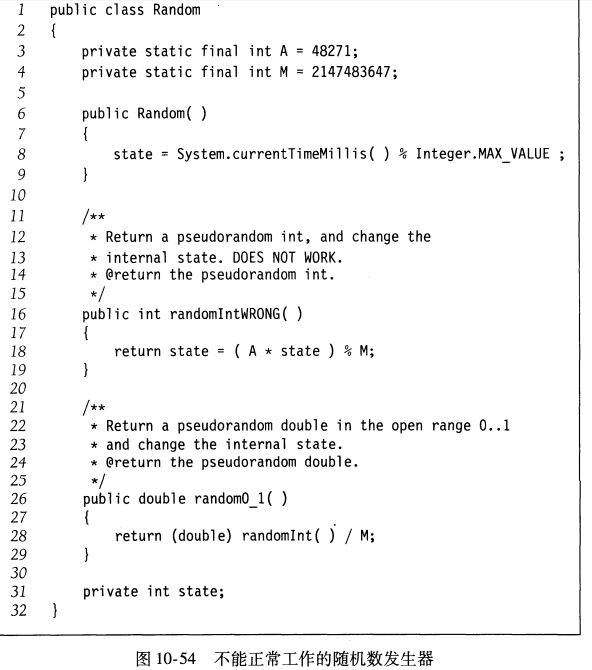 1 public class Random
2 {
3     private static final int A = 48271;
4     private static final int M = 2147483647;
5
6     public Random( )
7     {
8         state = System.currentTimeMillis( ) % Integer.MAX_VALUE ;
9     }
10
11     /**
12      * Return a pseudorandom int, and change the
13      * internal state. DOES NOT WORK.
14      * @return the pseudorandom int.
15      */
16     public int randomIntWRONG( )
17     {
18         return state = ( A * state ) % M;
19     }
20
21     /**
22      * Return a pseudorandom double in the open range 0..1
23      * and change the internal state.
24      * @return the pseudorandom double.
25      */
26     public double random0_1( )
27     {
28         return (double) randomInt( ) / M;
29     }
30
31     private int state;
32 }
图 10-54 不能正常工作的随机数发生器